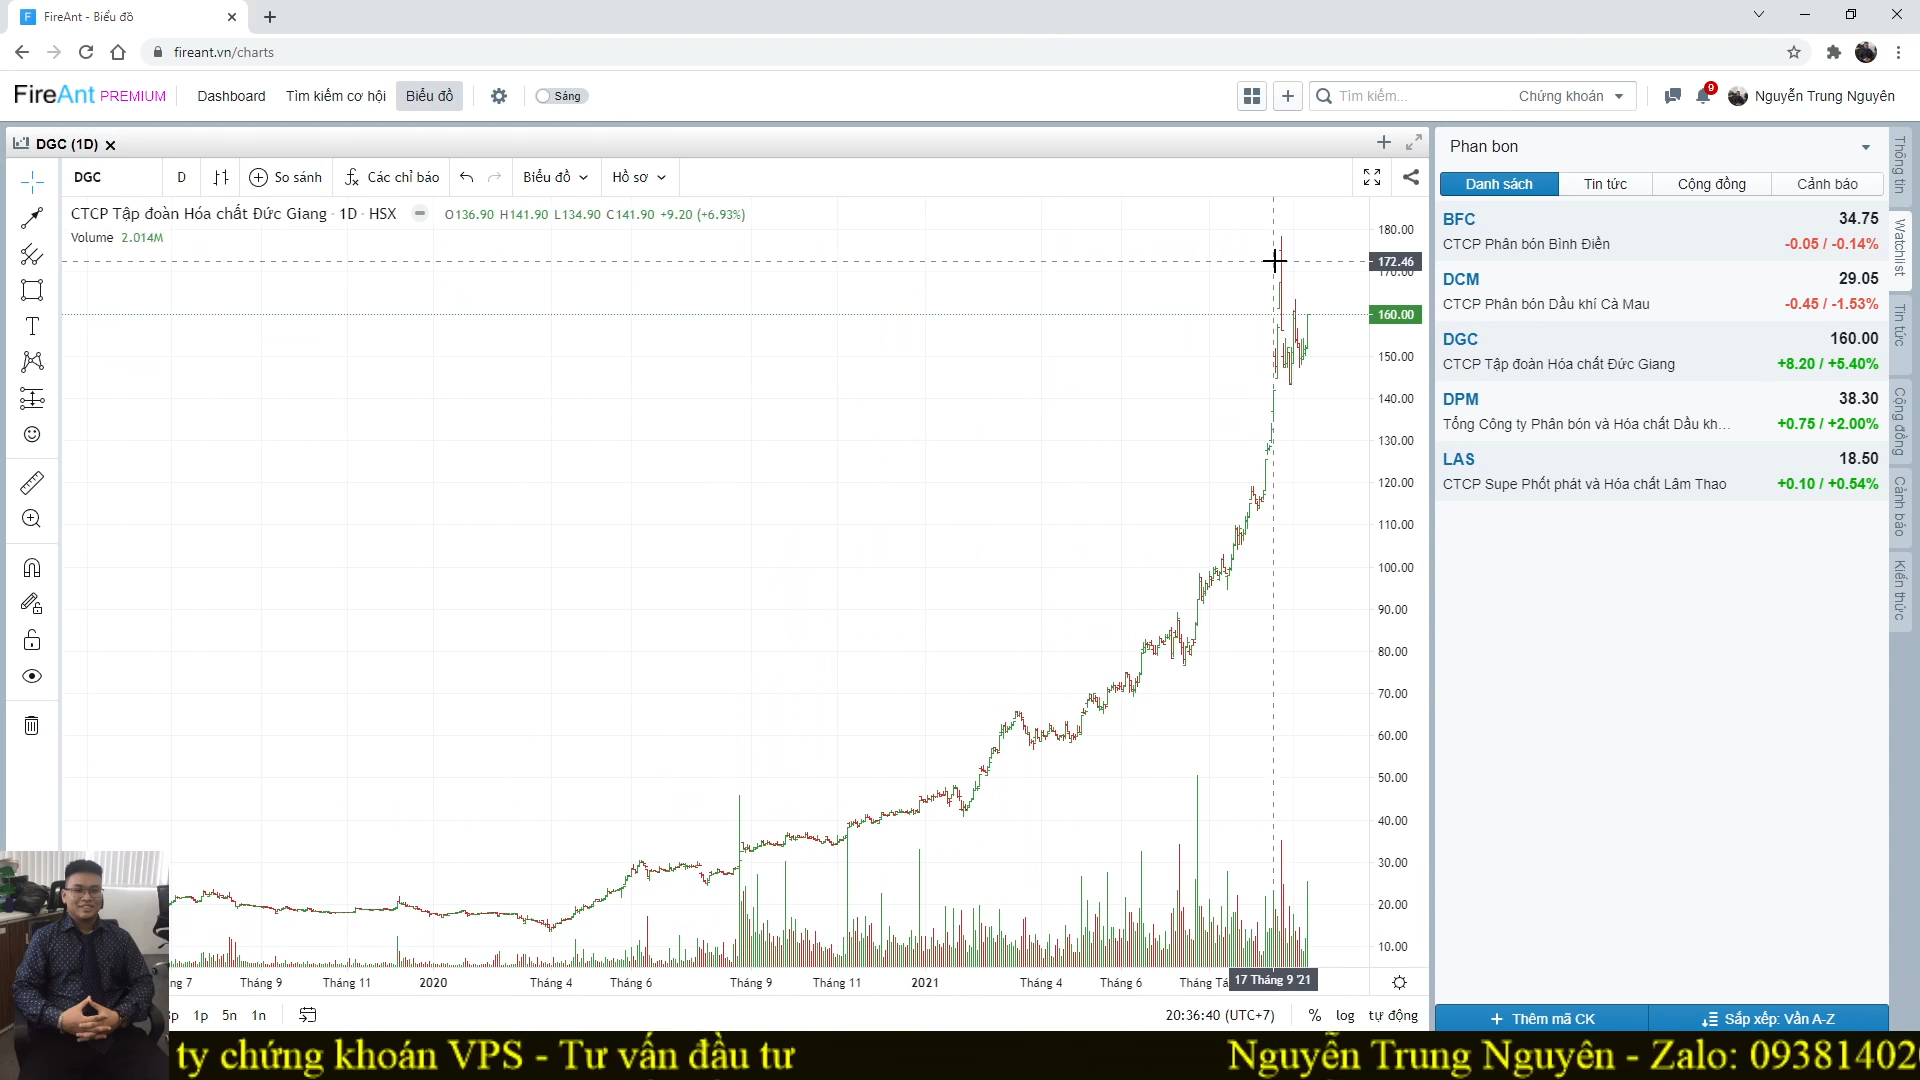 FireAnt - Biểu đồ
fireant.vn/charts
FireAnt PREMIUM
Dashboard
Tìm kiếm cơ hội
Biểu đồ
Sáng
Tìm kiếm...
Chứng khoán
9
Nguyễn Trung Nguyên
DGC (1D)
DGC
D
So sánh
Các chỉ báo
Biểu đồ
Hồ sơ
CTCP Tập đoàn Hóa chất Đức Giang · 1D · HSX
O136.90 H141.90 L134.90 C141.90 +9.20 (+6.93%)
Volume 2.014M
180.00
172.46
170.00
160.00
150.00
140.00
130.00
120.00
110.00
100.00
90.00
80.00
70.00
60.00
50.00
40.00
30.00
20.00
10.00
ng 7
Tháng 9
Tháng 11
2020
Tháng 4
Tháng 6
Tháng 9
Tháng 11
2021
Tháng 4
Tháng 6
Tháng Tá
17 Tháng 9 '21
1p
5n
1n
20:36:40 (UTC+7)
%
log
tự động
Phan bon
Danh sách
Tin tức
Cộng đồng
Cảnh báo
BFC 34.75
CTCP Phân bón Bình Điền -0.05 / -0.14%
DCM 29.05
CTCP Phân bón Dầu khí Cà Mau -0.45 / -1.53%
DGC 160.00
CTCP Tập đoàn Hóa chất Đức Giang +8.20 / +5.40%
DPM 38.30
Tổng Công ty Phân bón và Hóa chất Dầu kh... +0.75 / +2.00%
LAS 18.50
CTCP Supe Phốt phát và Hóa chất Lâm Thao +0.10 / +0.54%
Thông tin
Watchlist
Tin tức
Cộng đồng
Cảnh báo
Kiến thức
Thêm mã CK
Sắp xếp: Vần A-Z
ty chứng khoán VPS - Tư vấn đầu tư
Nguyễn Trung Nguyên - Zalo: 09381402